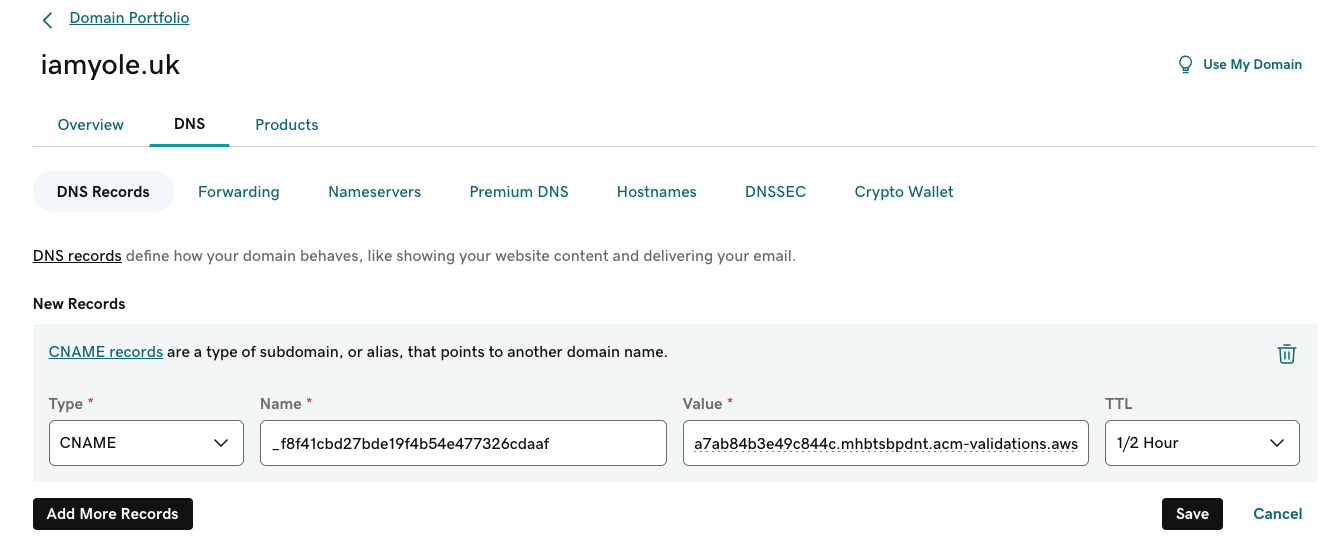 Domain Portfolio
iamyole.uk
Use My Domain
Overview DNS Products
DNS Records Forwarding Nameservers Premium DNS Hostnames DNSSEC Crypto Wallet
DNS records define how your domain behaves, like showing your website content and delivering your email.
New Records
CNAME records are a type of subdomain, or alias, that points to another domain name.
Type * Name * Value * TTL
CNAME _f8f41cbd27bde19f4b54e477326cdaaf a7ab84b3e49c844c.mhbtsbpdnt.acm-validations.aws 1/2 Hour
Add More Records Save Cancel